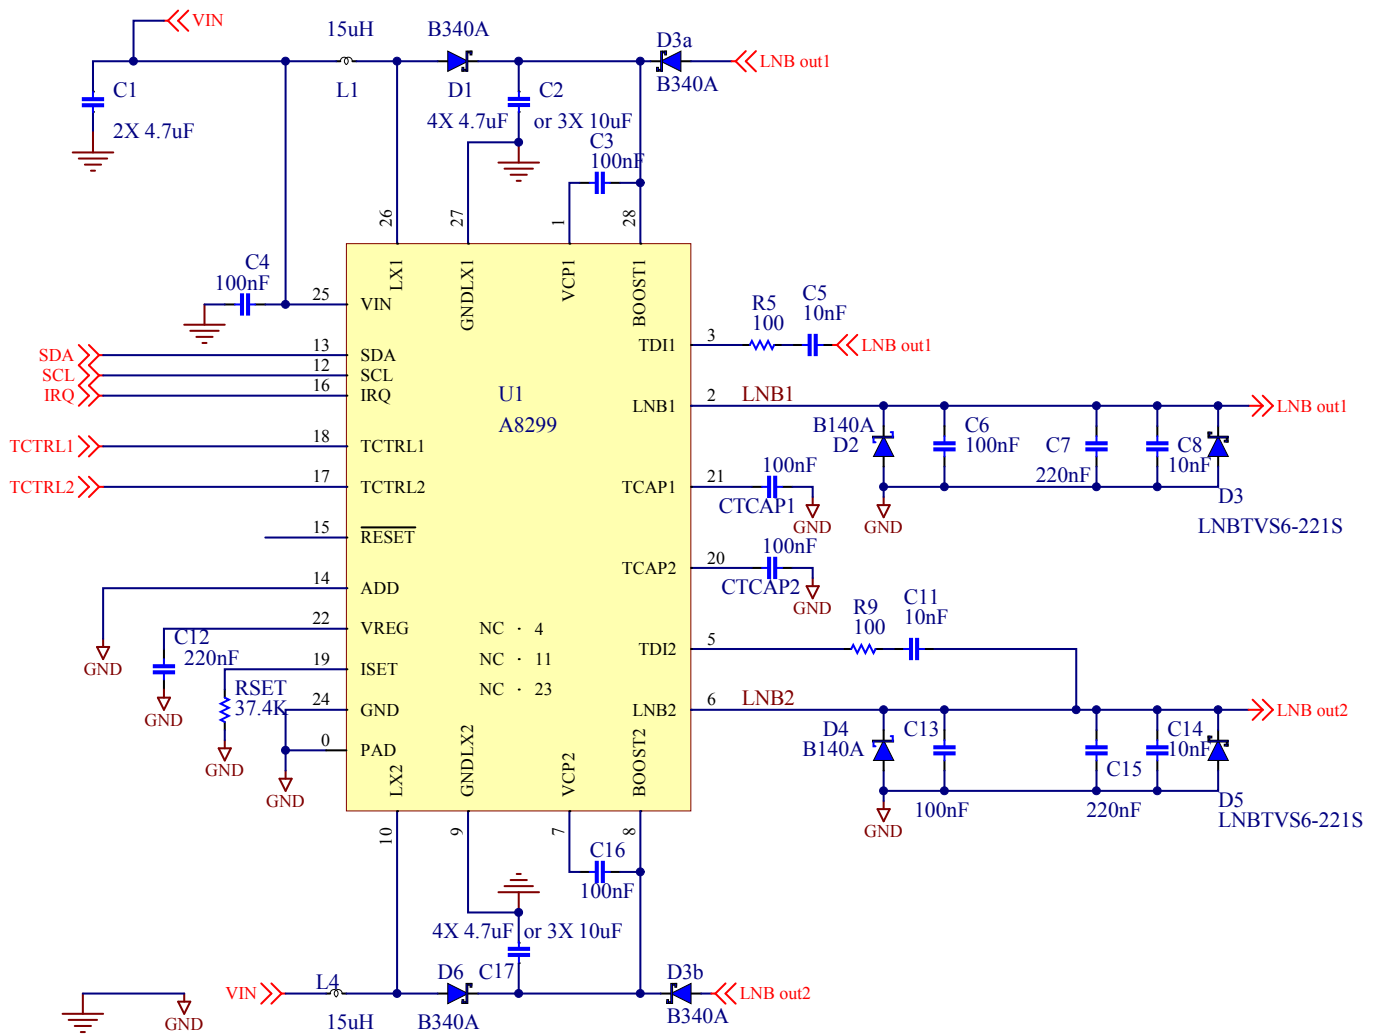 VIN
15uH
B340A
D3a
LNB out1
C1
L1
D1
C2
B340A
2X 4.7uF
4X 4.7uF or 3X 10uF
C3
100nF
26
27
1
28
LX1
GNDLX1
VCP1
BOOST1
C4
100nF
25
VIN
R5
100
C5
10nF
3
TDI1
LNB out1
SDA
13
SDA
SCL
12
SCL
IRQ
16
IRQ
U1
A8299
LNB1
2
LNB1
LNB out1
TCTRL1
18
TCTRL1
B140A
D2
C6
100nF
C7
220nF
C8
10nF
D3
LNBTVS6-221S
GND
TCTRL2
17
TCTRL2
TCAP1
21
100nF
CTCAP1
GND
15
RESET
TCAP2
20
100nF
CTCAP2
GND
14
ADD
GND
22
VREG
C12
220nF
GND
NC · 4
NC · 11
NC · 23
TDI2
5
R9
100
C11
10nF
19
ISET
RSET
37.4K
GND
24
GND
0
PAD
GND
LNB2
6
LNB2
LNB out2
D4
B140A
C13
100nF
C15
220nF
C14
10nF
D5
LNBTVS6-221S
GND
LX2
GNDLX2
VCP2
BOOST2
10
9
7
8
C16
100nF
4X 4.7uF or 3X 10uF
VIN
L4
15uH
D6
B340A
C17
D3b
B340A
LNB out2
GND